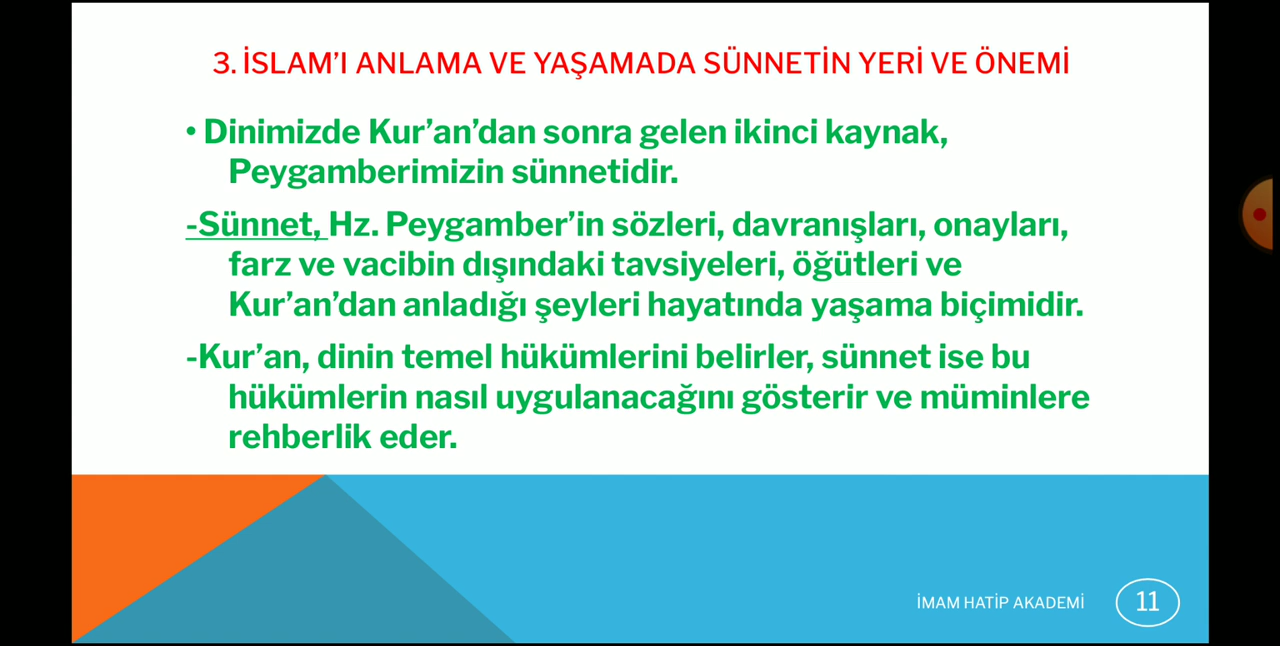 3. İSLAM’I ANLAMA VE YAŞAMADA SÜNNETİN YERİ VE ÖNEMİ
• Dinimizde Kur’an’dan sonra gelen ikinci kaynak,
Peygamberimizin sünnetidir.
-Sünnet, Hz. Peygamber’in sözleri, davranışları, onayları,
farz ve vacibin dışındaki tavsiyeleri, öğütleri ve
Kur’an’dan anladığı şeyleri hayatında yaşama biçimidir.
-Kur’an, dinin temel hükümlerini belirler, sünnet ise bu
hükümlerin nasıl uygulanacağını gösterir ve müminlere
rehberlik eder.
İMAM HATİP AKADEMİ
11